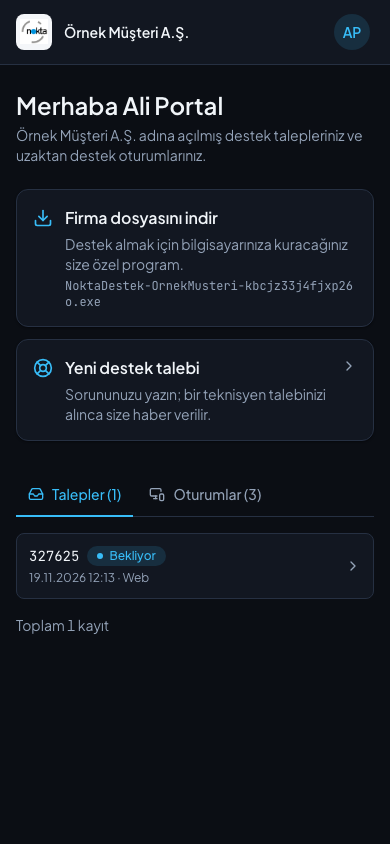 nokta
Örnek Müşteri A.Ş.
AP
Merhaba Ali Portal
Örnek Müşteri A.Ş. adına açılmış destek talepleriniz ve
uzaktan destek oturumlarınız.
Firma dosyasını indir
Destek almak için bilgisayarınıza kuracağınız
size özel program.
NoktaDestek-OrnekMusteri-kbcjz33j4fjxp26
o.exe
Yeni destek talebi
Sorununuzu yazın; bir teknisyen talebinizi
alınca size haber verilir.
Talepler (1)
Oturumlar (3)
327625
Bekliyor
19.11.2026 12:13 · Web
Toplam 1 kayıt